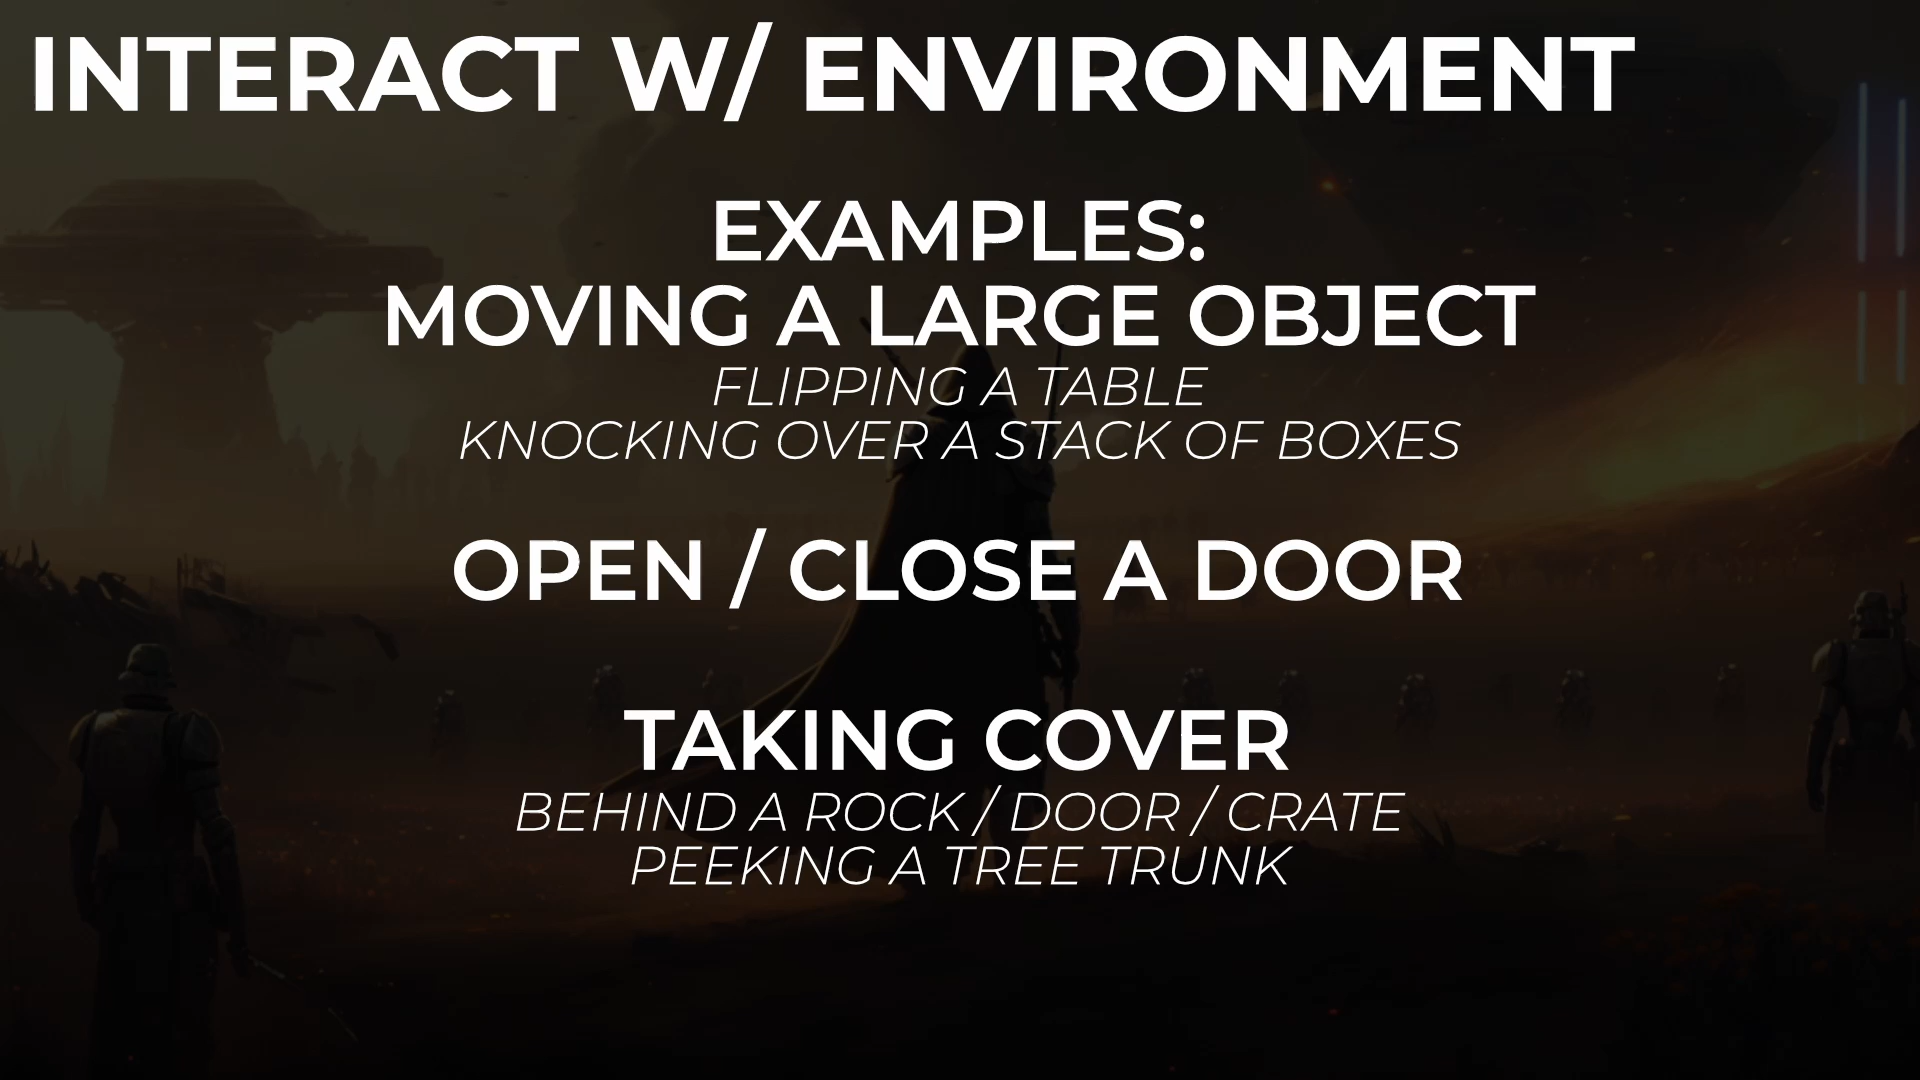 INTERACT W/ ENVIRONMENT
EXAMPLES:
MOVING A LARGE OBJECT
FLIPPING A TABLE
KNOCKING OVER A STACK OF BOXES
OPEN / CLOSE A DOOR
TAKING COVER
BEHIND A ROCK / DOOR / CRATE
PEEKING A TREE TRUNK